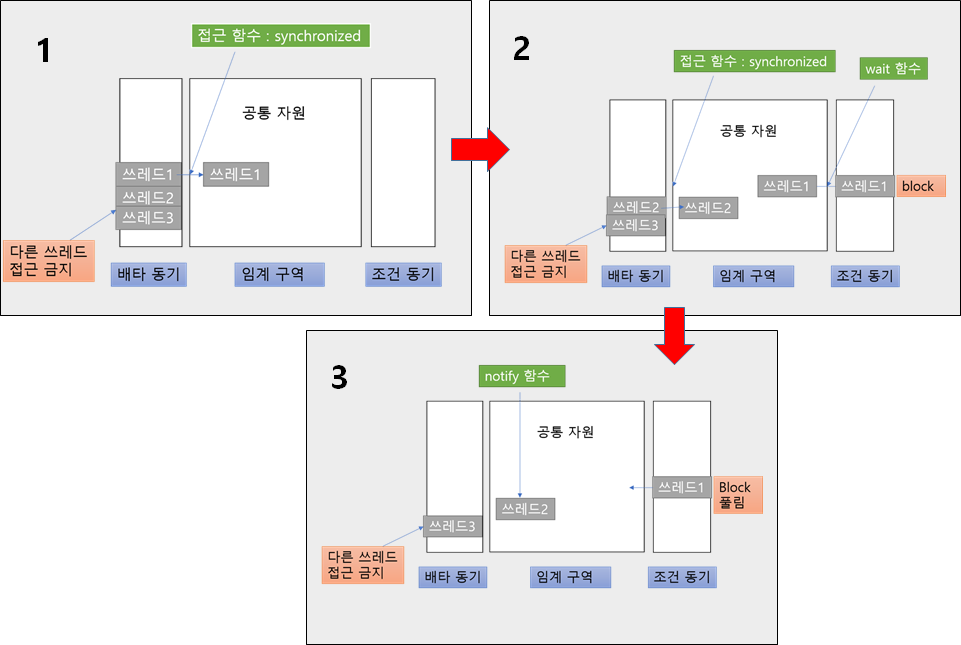 1
접근 함수 : synchronized
공통 자원
쓰레드1
쓰레드1
쓰레드2
쓰레드3
다른 쓰레드
접근 금지
배타 동기
임계 구역
조건 동기
2
접근 함수 : synchronized
wait 함수
공통 자원
쓰레드1
쓰레드1
block
쓰레드2
쓰레드2
쓰레드3
다른 쓰레드
접근 금지
배타 동기
임계 구역
조건 동기
3
notify 함수
공통 자원
쓰레드1
Block
풀림
쓰레드2
쓰레드3
다른 쓰레드
접근 금지
배타 동기
임계 구역
조건 동기